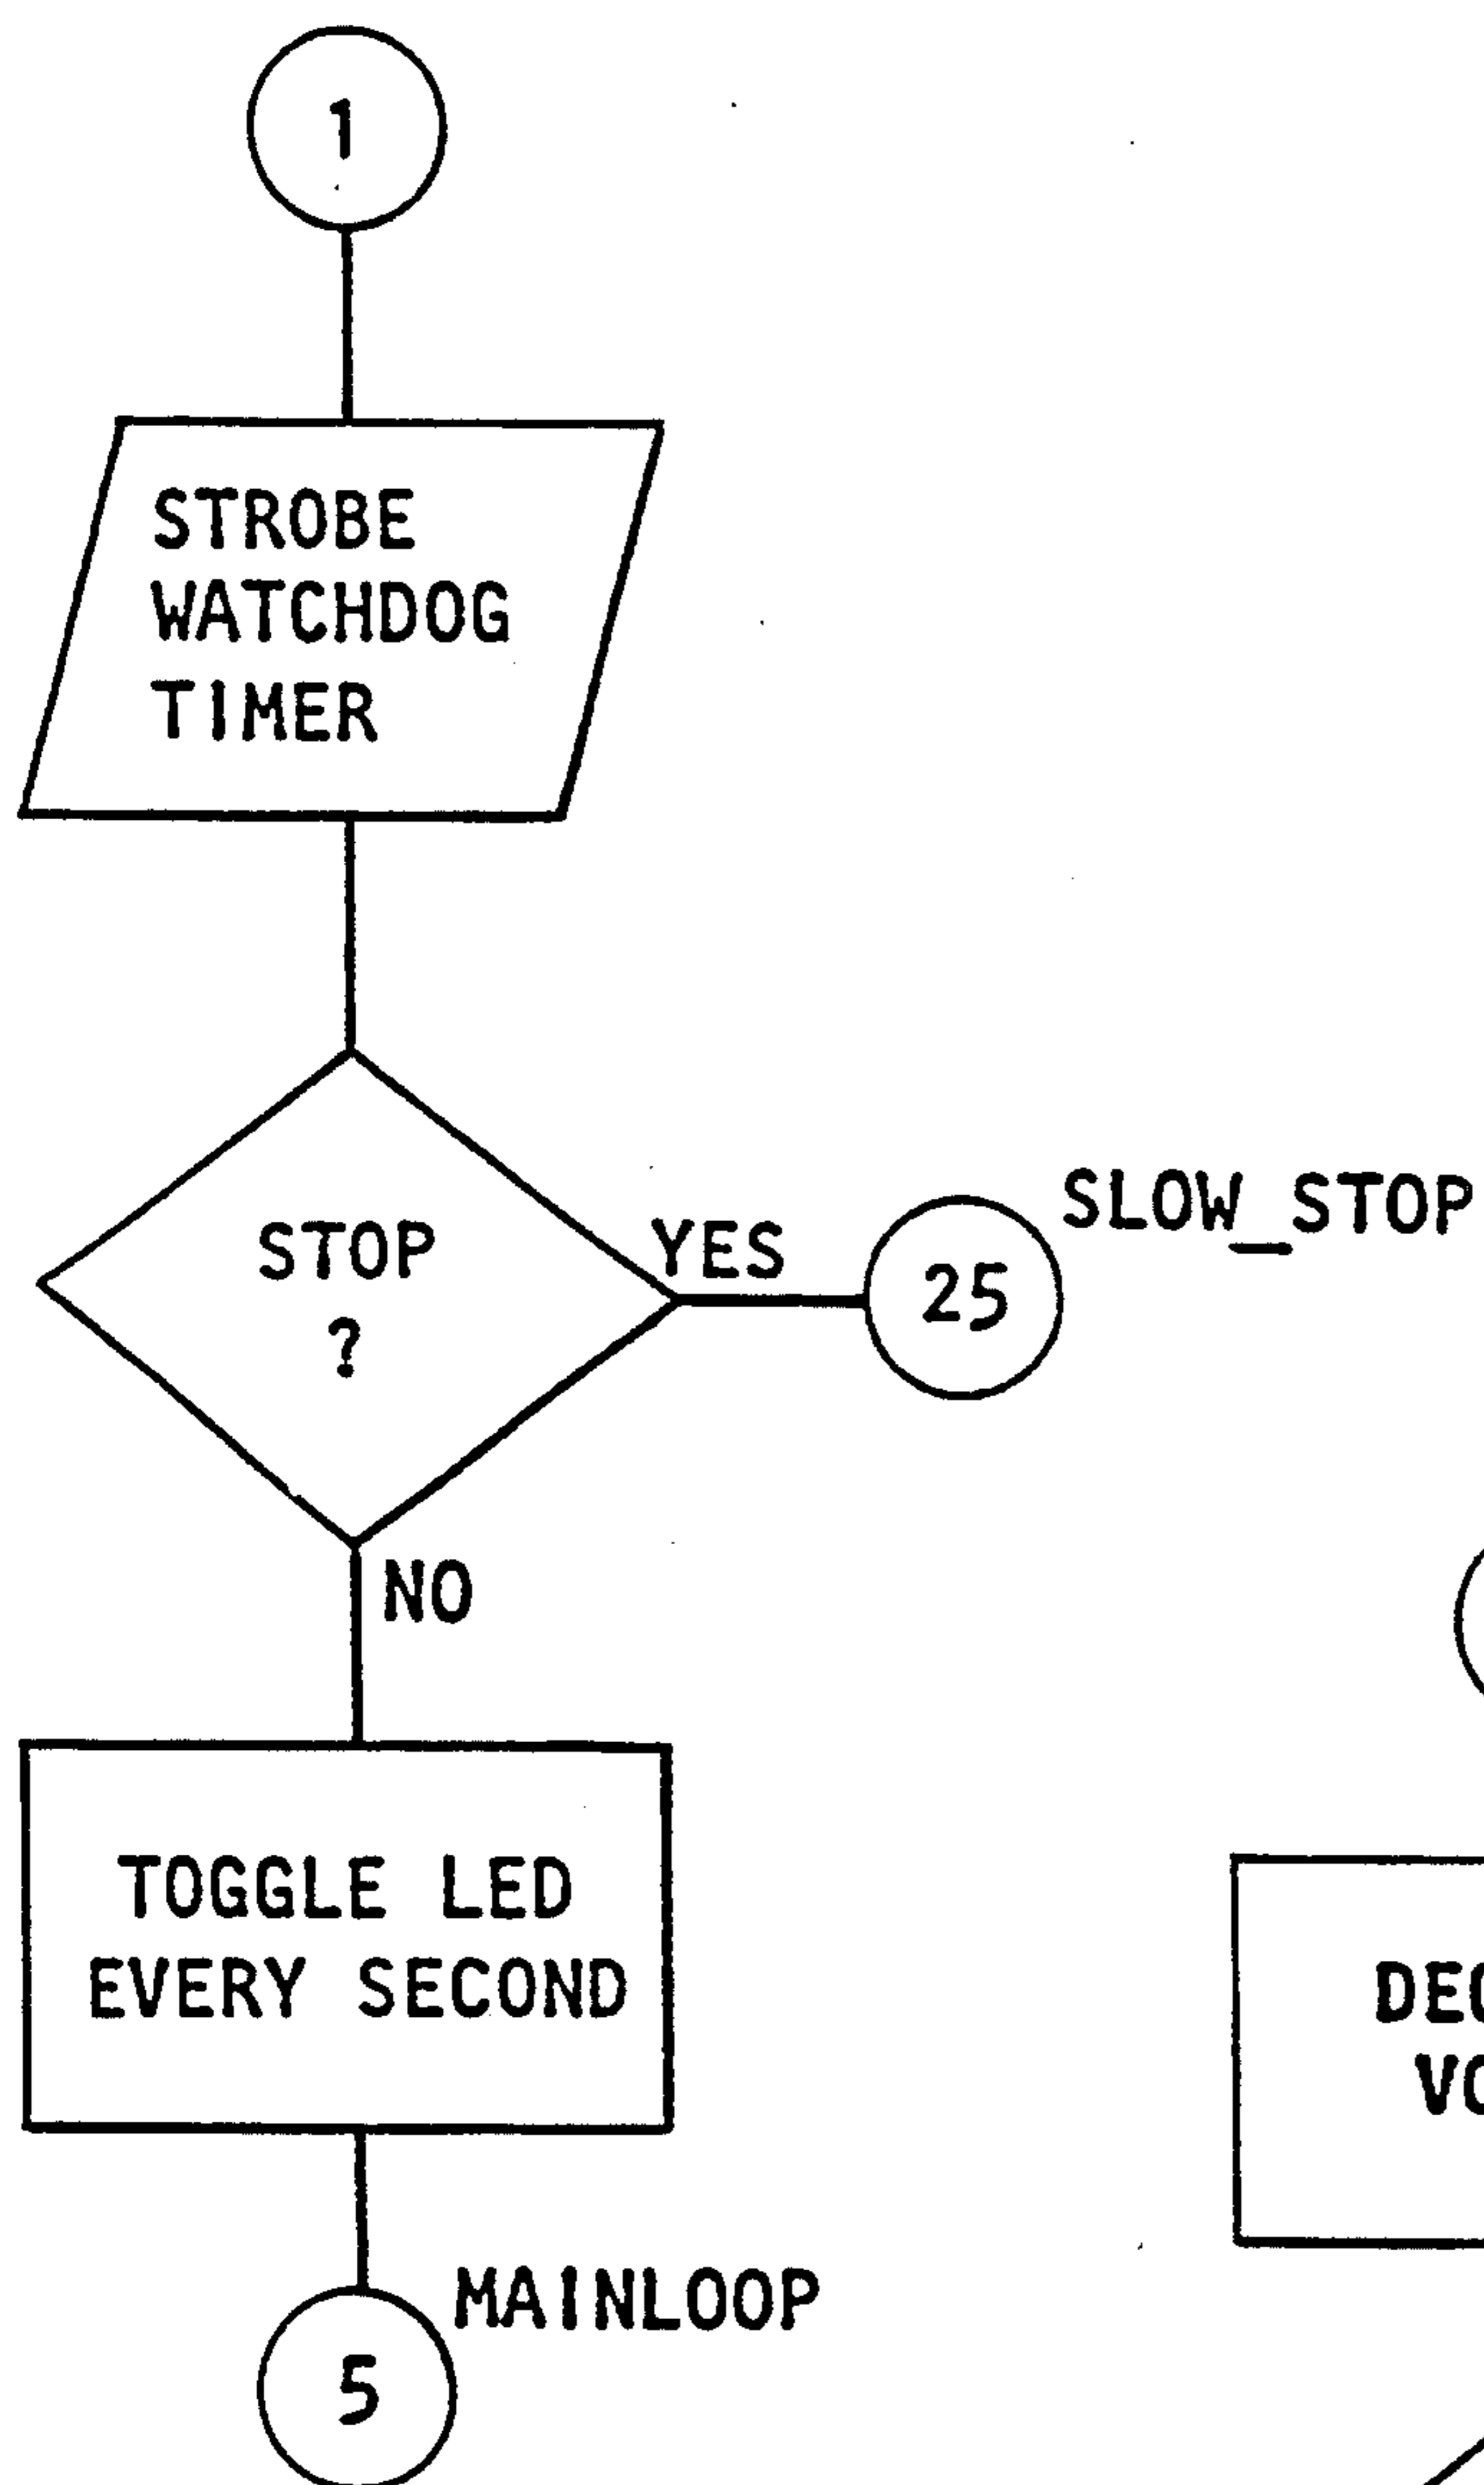 1
STROBE
WATCHDOG
TIMER
STOP
?
YES
25
SLOW_STOP
NO
TOGGLE LED
EVERY SECOND
MAINLOOP
5